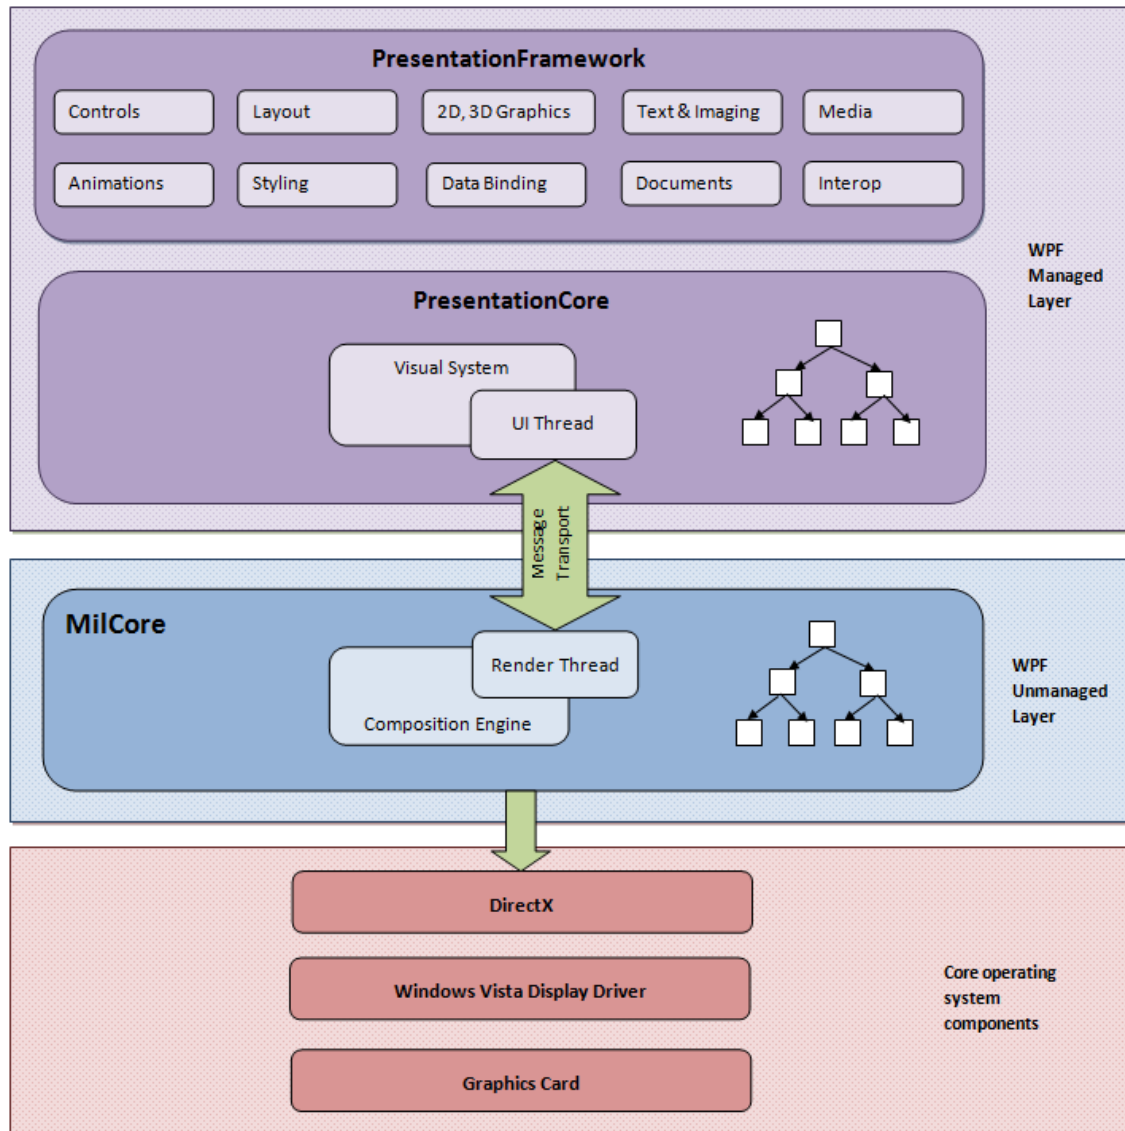 PresentationFramework
Controls
Layout
2D, 3D Graphics
Text & Imaging
Media
Animations
Styling
Data Binding
Documents
Interop
WPF
Managed
Layer
PresentationCore
Visual System
UI Thread
Message
Transport
MilCore
Render Thread
Composition Engine
WPF
Unmanaged
Layer
DirectX
Windows Vista Display Driver
Graphics Card
Core operating
system
components